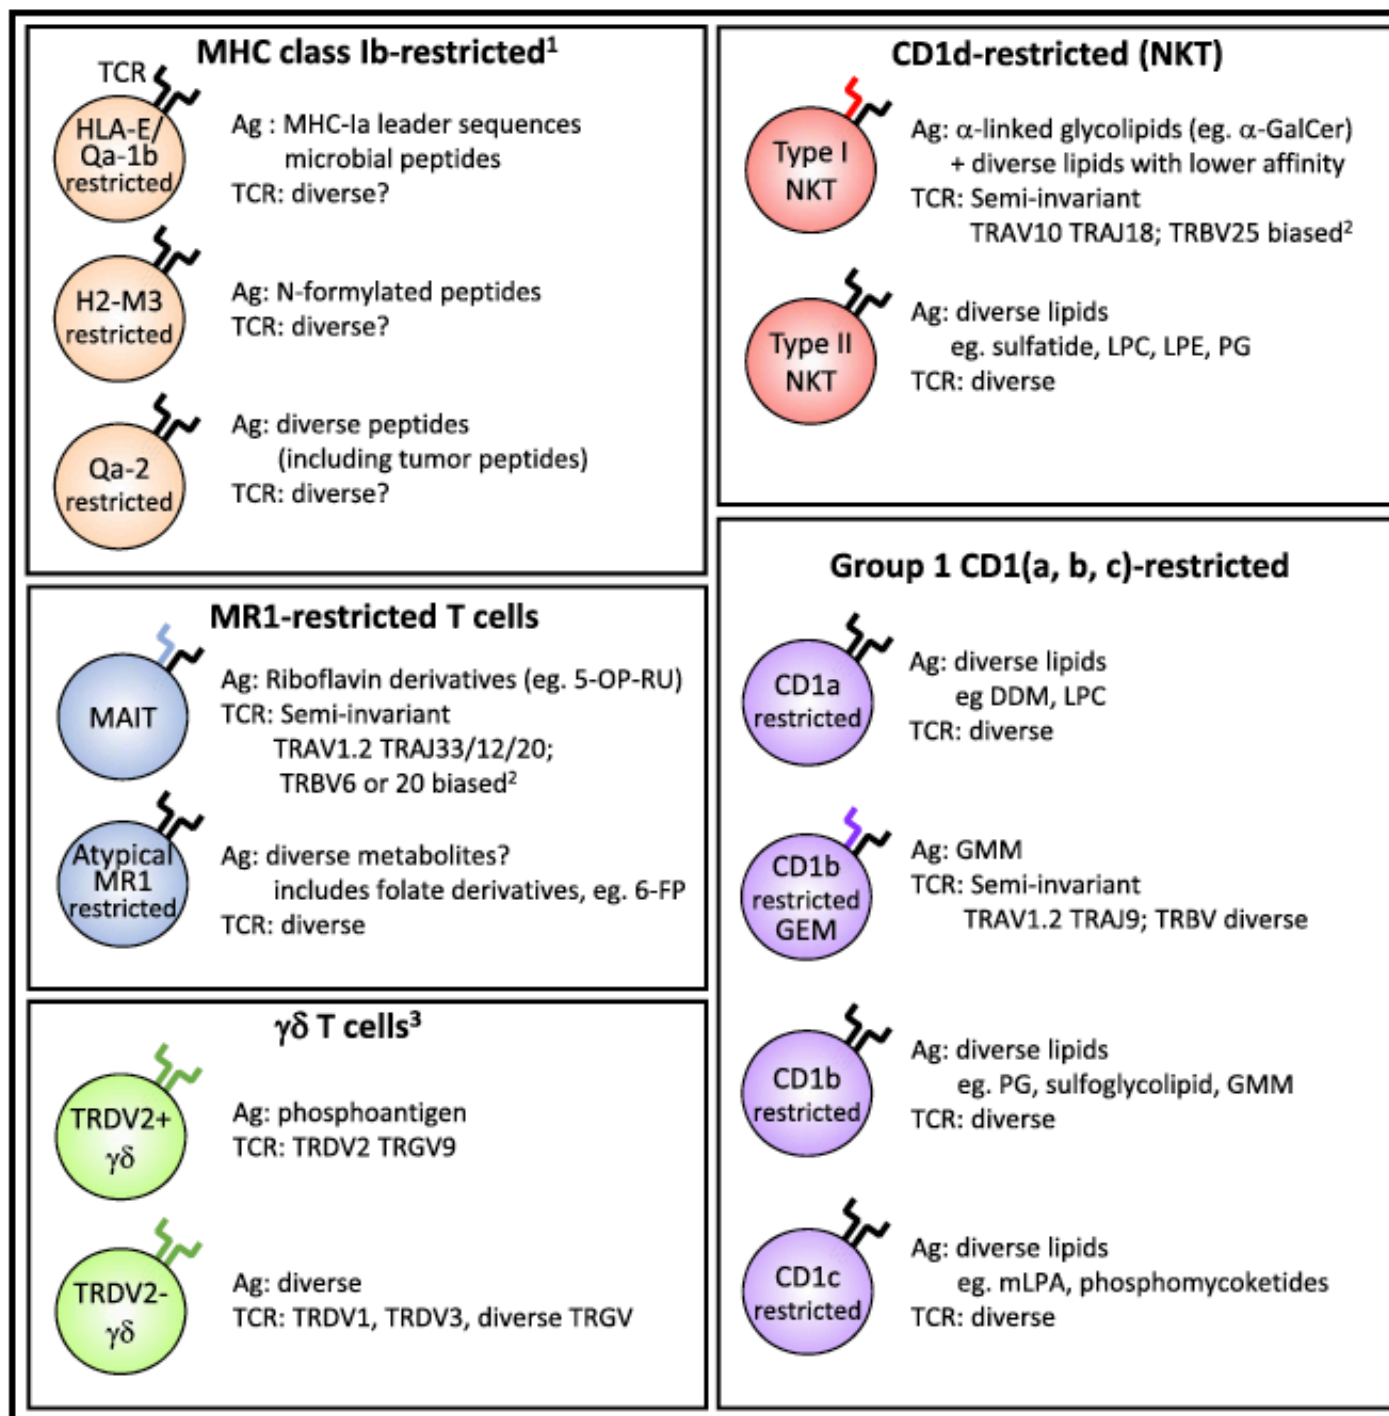 MHC class Ib-restricted¹
TCR
HLA-E/
Qa-1b
restricted
Ag : MHC-Ia leader sequences
microbial peptides
TCR: diverse?
H2-M3
restricted
Ag: N-formylated peptides
TCR: diverse?
Qa-2
restricted
Ag: diverse peptides
(including tumor peptides)
TCR: diverse?
MR1-restricted T cells
MAIT
Ag: Riboflavin derivatives (eg. 5-OP-RU)
TCR: Semi-invariant
TRAV1.2 TRAJ33/12/20;
TRBV6 or 20 biased²
Atypical
MR1
restricted
Ag: diverse metabolites?
includes folate derivatives, eg. 6-FP
TCR: diverse
γδ T cells³
TRDV2+
γδ
Ag: phosphoantigen
TCR: TRDV2 TRGV9
TRDV2-
γδ
Ag: diverse
TCR: TRDV1, TRDV3, diverse TRGV
CD1d-restricted (NKT)
Type I
NKT
Ag: α-linked glycolipids (eg. α-GalCer)
+ diverse lipids with lower affinity
TCR: Semi-invariant
TRAV10 TRAJ18; TRBV25 biased²
Type II
NKT
Ag: diverse lipids
eg. sulfatide, LPC, LPE, PG
TCR: diverse
Group 1 CD1(a, b, c)-restricted
CD1a
restricted
Ag: diverse lipids
eg DDM, LPC
TCR: diverse
CD1b
restricted
GEM
Ag: GMM
TCR: Semi-invariant
TRAV1.2 TRAJ9; TRBV diverse
CD1b
restricted
Ag: diverse lipids
eg. PG, sulfoglycolipid, GMM
TCR: diverse
CD1c
restricted
Ag: diverse lipids
eg. mLPA, phosphomycoketides
TCR: diverse